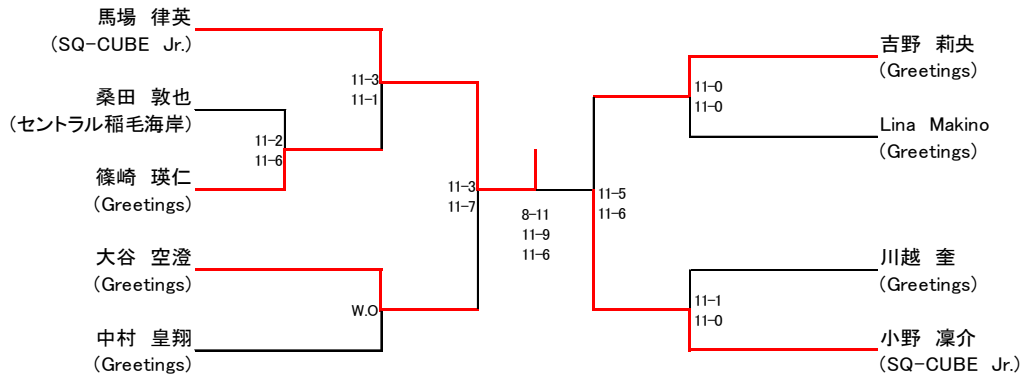 馬場　律英
(SQ-CUBE Jr.)
桑田　敦也
(セントラル稲毛海岸)
篠崎　瑛仁
(Greetings)
大谷　空澄
(Greetings)
中村　皇翔
(Greetings)
11-2
11-6
11-3
11-1
W.O
11-3
11-7
8-11
11-9
11-6
11-5
11-6
11-0
11-0
11-1
11-0
吉野　莉央
(Greetings)
Lina Makino
(Greetings)
川越　奎
(Greetings)
小野　凜介
(SQ-CUBE Jr.)